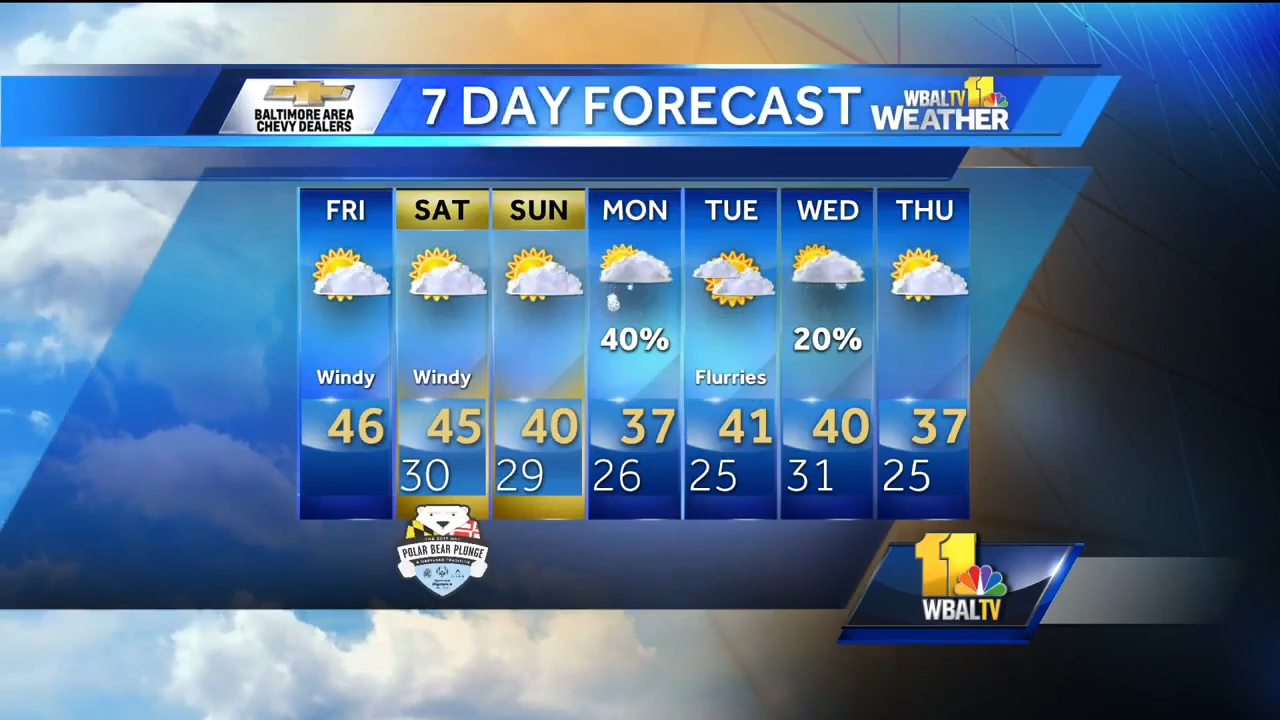 BALTIMORE AREA
CHEVY DEALERS
7 DAY FORECAST
WBALTV 11
WEATHER
FRI SAT SUN MON TUE WED THU
40% 20%
Windy Windy Flurries
46 45 40 37 41 40 37
30 29 26 25 31 25
POLAR BEAR PLUNGE
11
WBALTV